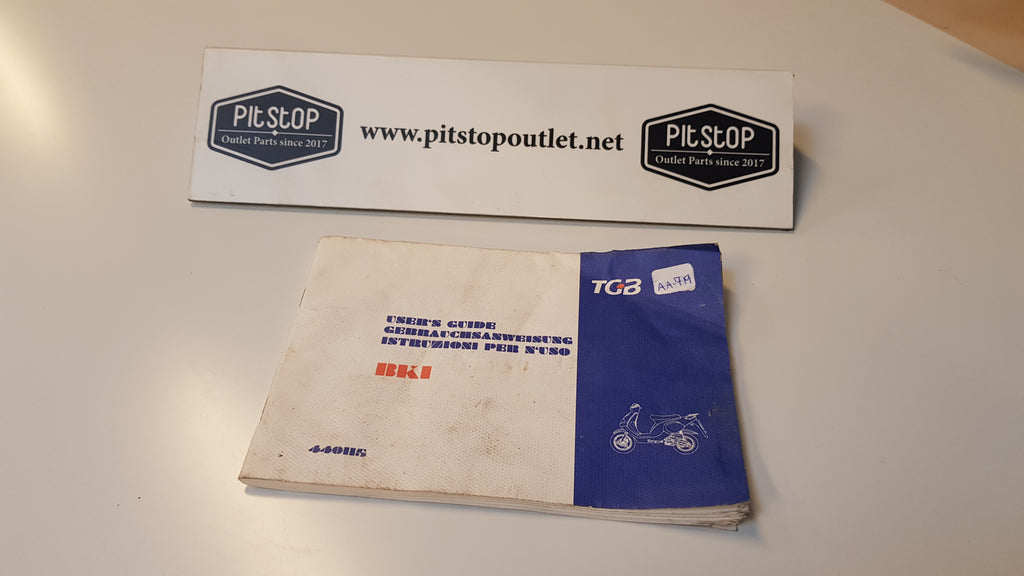 PitStOP
Outlet Parts since 2017
www.pitstopoutlet.net
PitStOP
Outlet Parts since 2017
TGB
AA-719
USER'S GUIDE
GEBRAUCHSANWEISUNG
ISTRUZIONI PER N'USO
BK1
440115